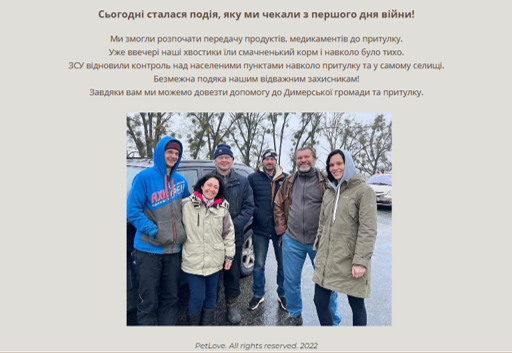 Сьогодні сталася подія, яку ми чекали з першого дня війни!
Ми змогли розпочати передачу продуктів, медикаментів до притулку.
Уже ввечері наші хвостики їли смачненький корм і навколо було тихо.
ЗСУ відновили контроль над населеними пунктами навколо притулку та у самому селищі.
Безмежна подяка нашим відважним захисникам!
Завдяки вам ми можемо довезти допомогу до Димерської громади та притулку.
PetLove. All rights reserved. 2022